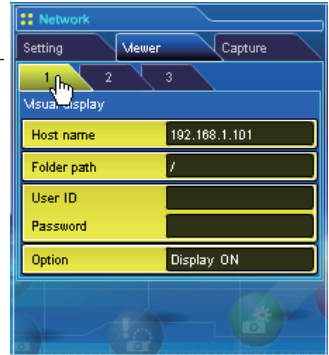 Network
Setting Viewer Capture
1 2 3
Visual display
Host name 192.168.1.101
Folder path /
User ID
Password
Option Display ON